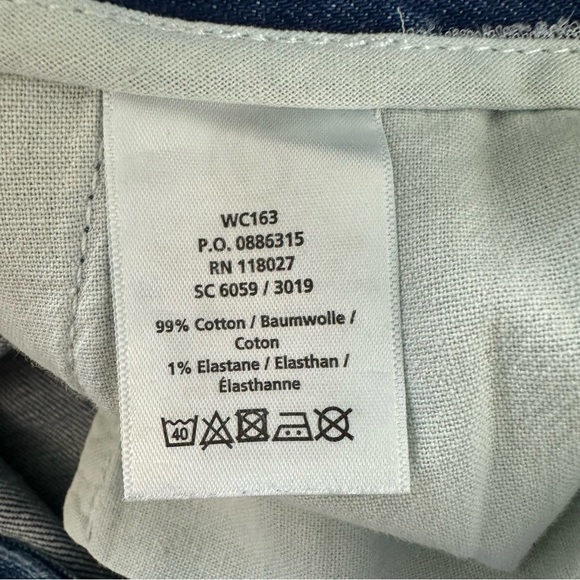 WC163
P.O. 0886315
RN 118027
SC 6059 / 3019
99% Cotton / Baumwolle /
Coton
1% Elastane / Elasthan /
Élasthanne
40